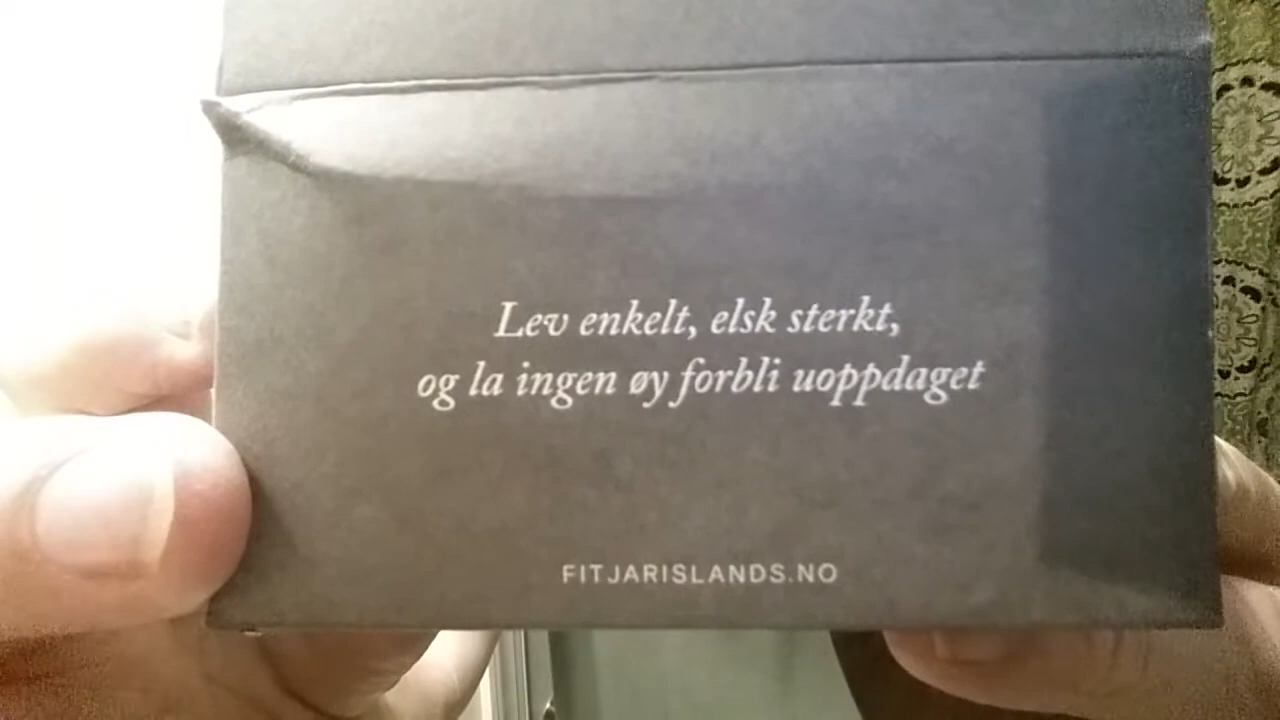 Lev enkelt, elsk sterkt,
og la ingen øy forbli uoppdaget
FITJARISLANDS.NO